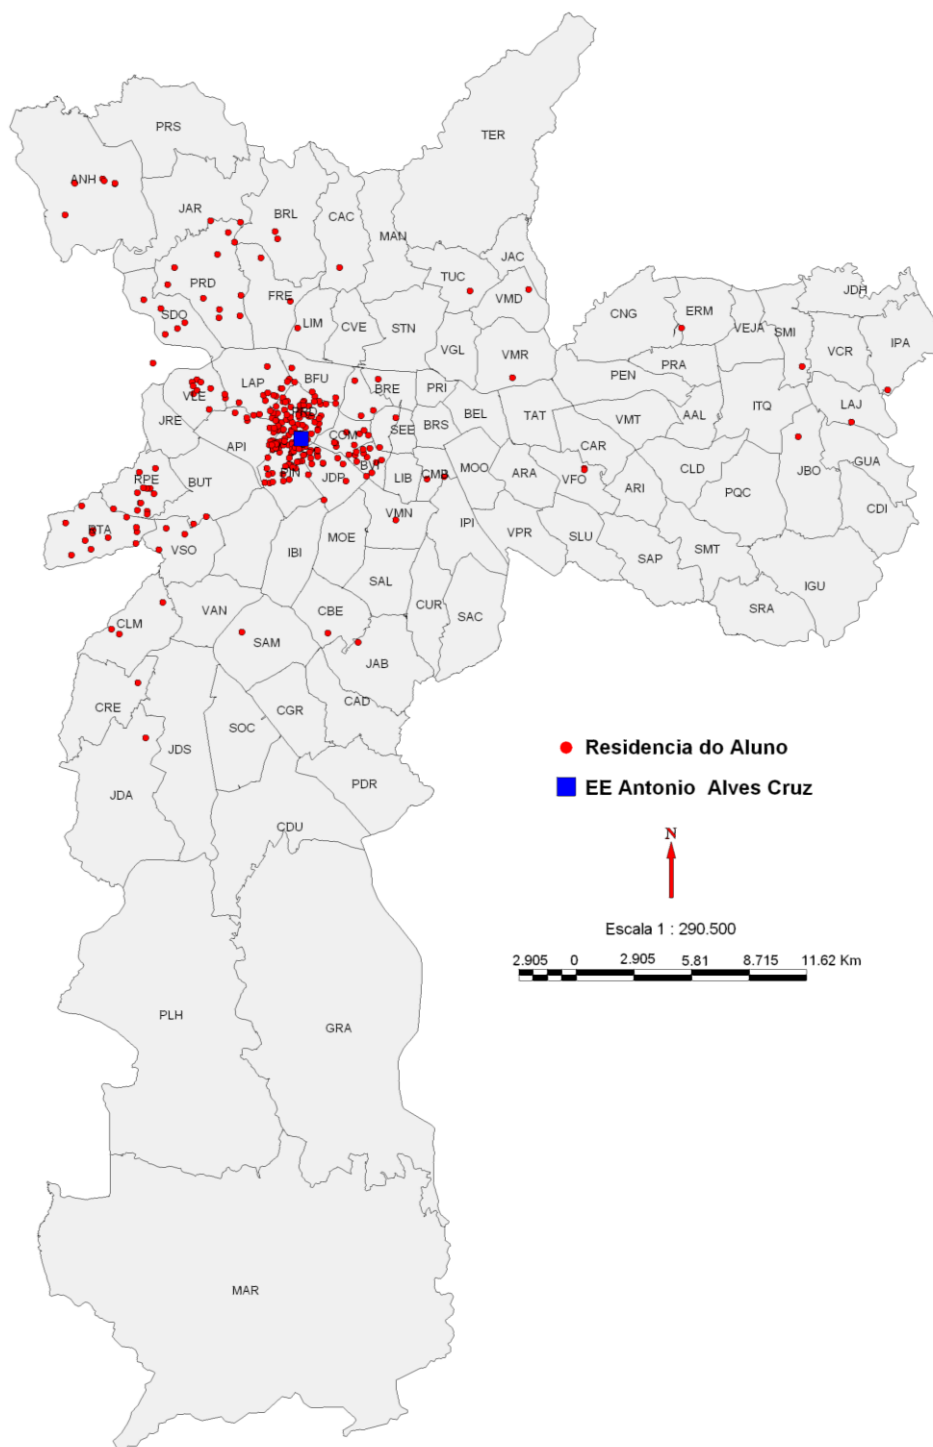 TER
PRS
ANH
JAR
BRL
CAC
MAN
JAC
TUC
VMD
PRD
FRE
SDO
LIM
CVE
STN
CNG
ERM
VEJA
SMI
JDH
VCR
IPA
VGL
VMR
PEN
PRA
ITQ
LAJ
LAP
BFU
BRE
PRI
VLE
BEL
TAT
VMT
AAL
JRE
API
COM
SEE
BRS
CAR
GUA
RPE
BUT
PIN
JDP
BVI
LIB
CMB
MOO
ARA
VFO
ARI
CLD
PQC
JBO
CDI
RTA
VSO
IBI
MOE
VMN
IPI
VPR
SLU
SAP
SMT
IGU
SRA
SAL
CUR
SAC
CLM
VAN
SAM
CBE
JAB
CRE
JDS
SOC
CGR
CAD
JDA
PDR
CDU
Residencia do Aluno
EE Antonio Alves Cruz
N
Escala 1 : 290.500
2.905 0 2.905 5.81 8.715 11.62 Km
PLH
GRA
MAR